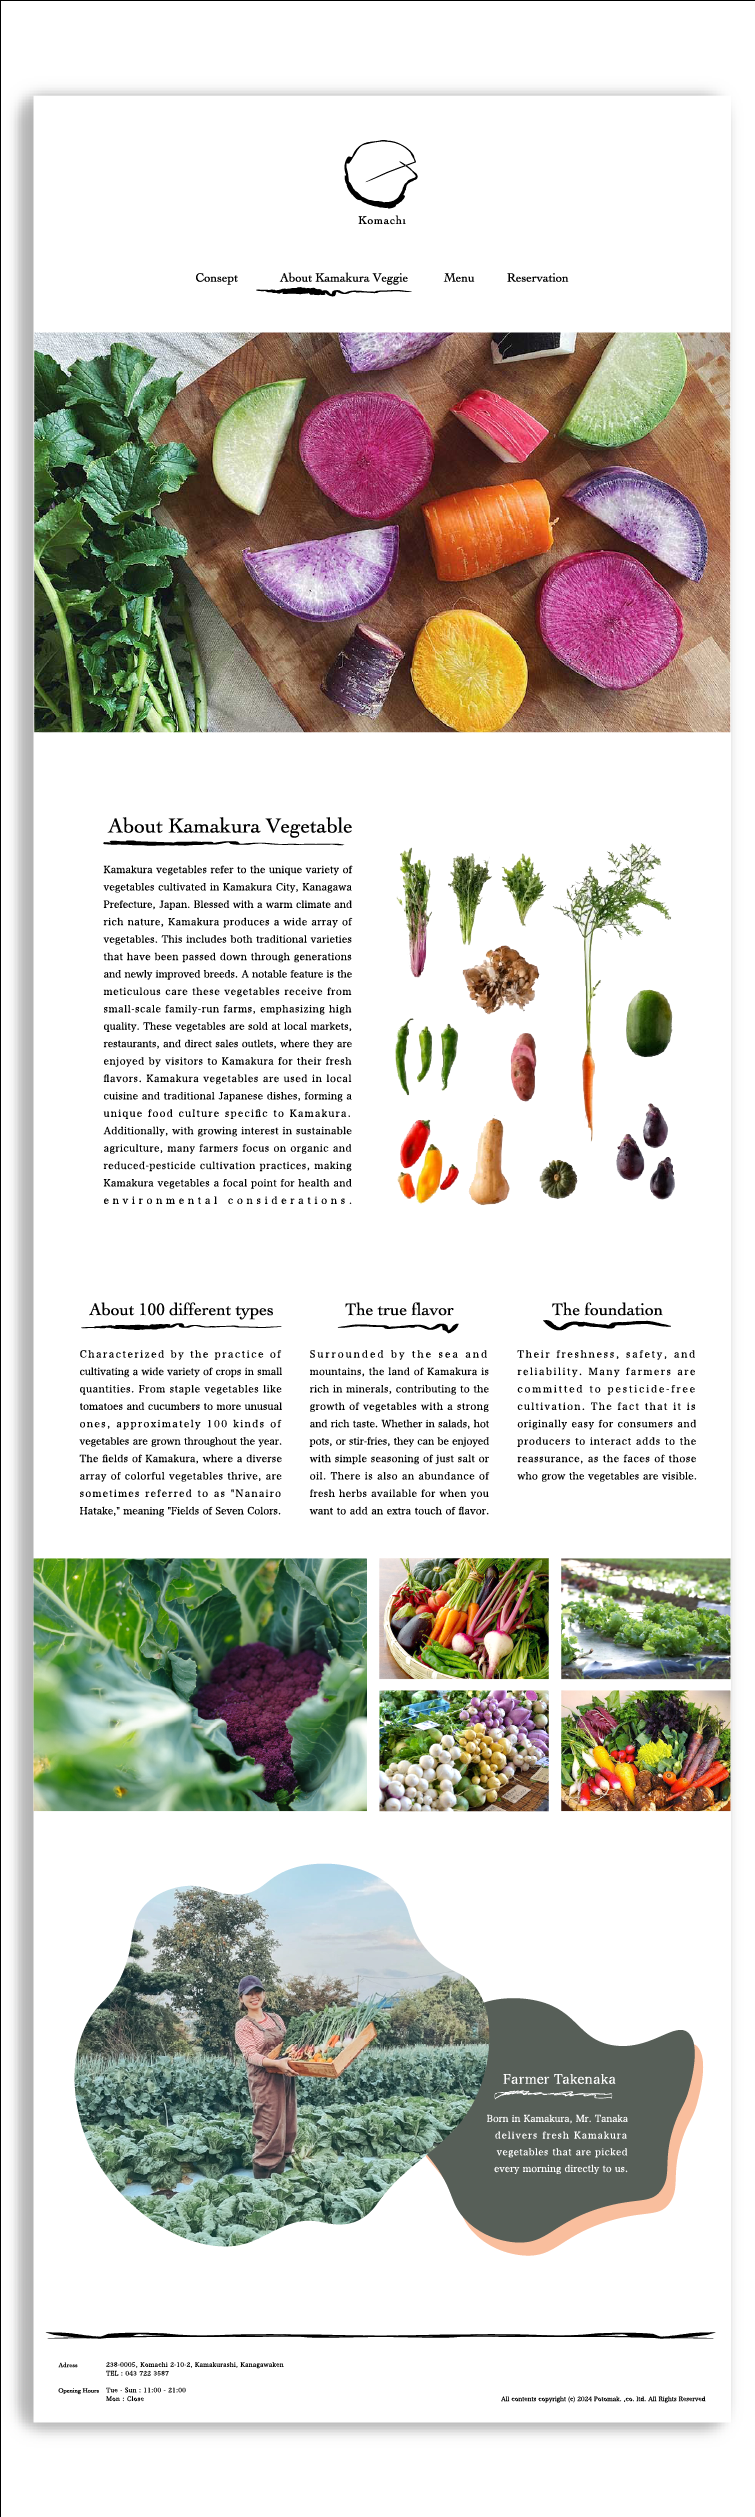 Komachi
Consept About Kamakura Veggie Menu Reservation
About Kamakura Vegetable
Kamakura vegetables refer to the unique variety of
vegetables cultivated in Kamakura City, Kanagawa
Prefecture, Japan. Blessed with a warm climate and
rich nature, Kamakura produces a wide array of
vegetables. This includes both traditional varieties
that have been passed down through generations
and newly improved breeds. A notable feature is the
meticulous care these vegetables receive from
small-scale family-run farms, emphasizing high
quality. These vegetables are sold at local markets,
restaurants, and direct sales outlets, where they are
enjoyed by visitors to Kamakura for their fresh
flavors. Kamakura vegetables are used in local
cuisine and traditional Japanese dishes, forming a
unique food culture specific to Kamakura.
Additionally, with growing interest in sustainable
agriculture, many farmers focus on organic and
reduced-pesticide cultivation practices, making
Kamakura vegetables a focal point for health and
environmental considerations.
About 100 different types
Characterized by the practice of
cultivating a wide variety of crops in small
quantities. From staple vegetables like
tomatoes and cucumbers to more unusual
ones, approximately 100 kinds of
vegetables are grown throughout the year.
The fields of Kamakura, where a diverse
array of colorful vegetables thrive, are
sometimes referred to as "Nanairo
Hatake," meaning "Fields of Seven Colors.
The true flavor
Surrounded by the sea and
mountains, the land of Kamakura is
rich in minerals, contributing to the
growth of vegetables with a strong
and rich taste. Whether in salads, hot
pots, or stir-fries, they can be enjoyed
with simple seasoning of just salt or
oil. There is also an abundance of
fresh herbs available for when you
want to add an extra touch of flavor.
The foundation
Their freshness, safety, and
reliability. Many farmers are
committed to pesticide-free
cultivation. The fact that it is
originally easy for consumers and
producers to interact adds to the
reassurance, as the faces of those
who grow the vegetables are visible.
Farmer Takenaka
Born in Kamakura, Mr. Tanaka
delivers fresh Kamakura
vegetables that are picked
every morning directly to us.
Adress 238-0005, Komachi 2-10-2, Kamakurashi, Kanagawaken
TEL : 043 722 3587
Opening Hours Tue - Sun : 11:00 - 21:00
Mon : Close
All contents copyright (c) 2024 Potomak. ,co. ltd. All Rights Reserved